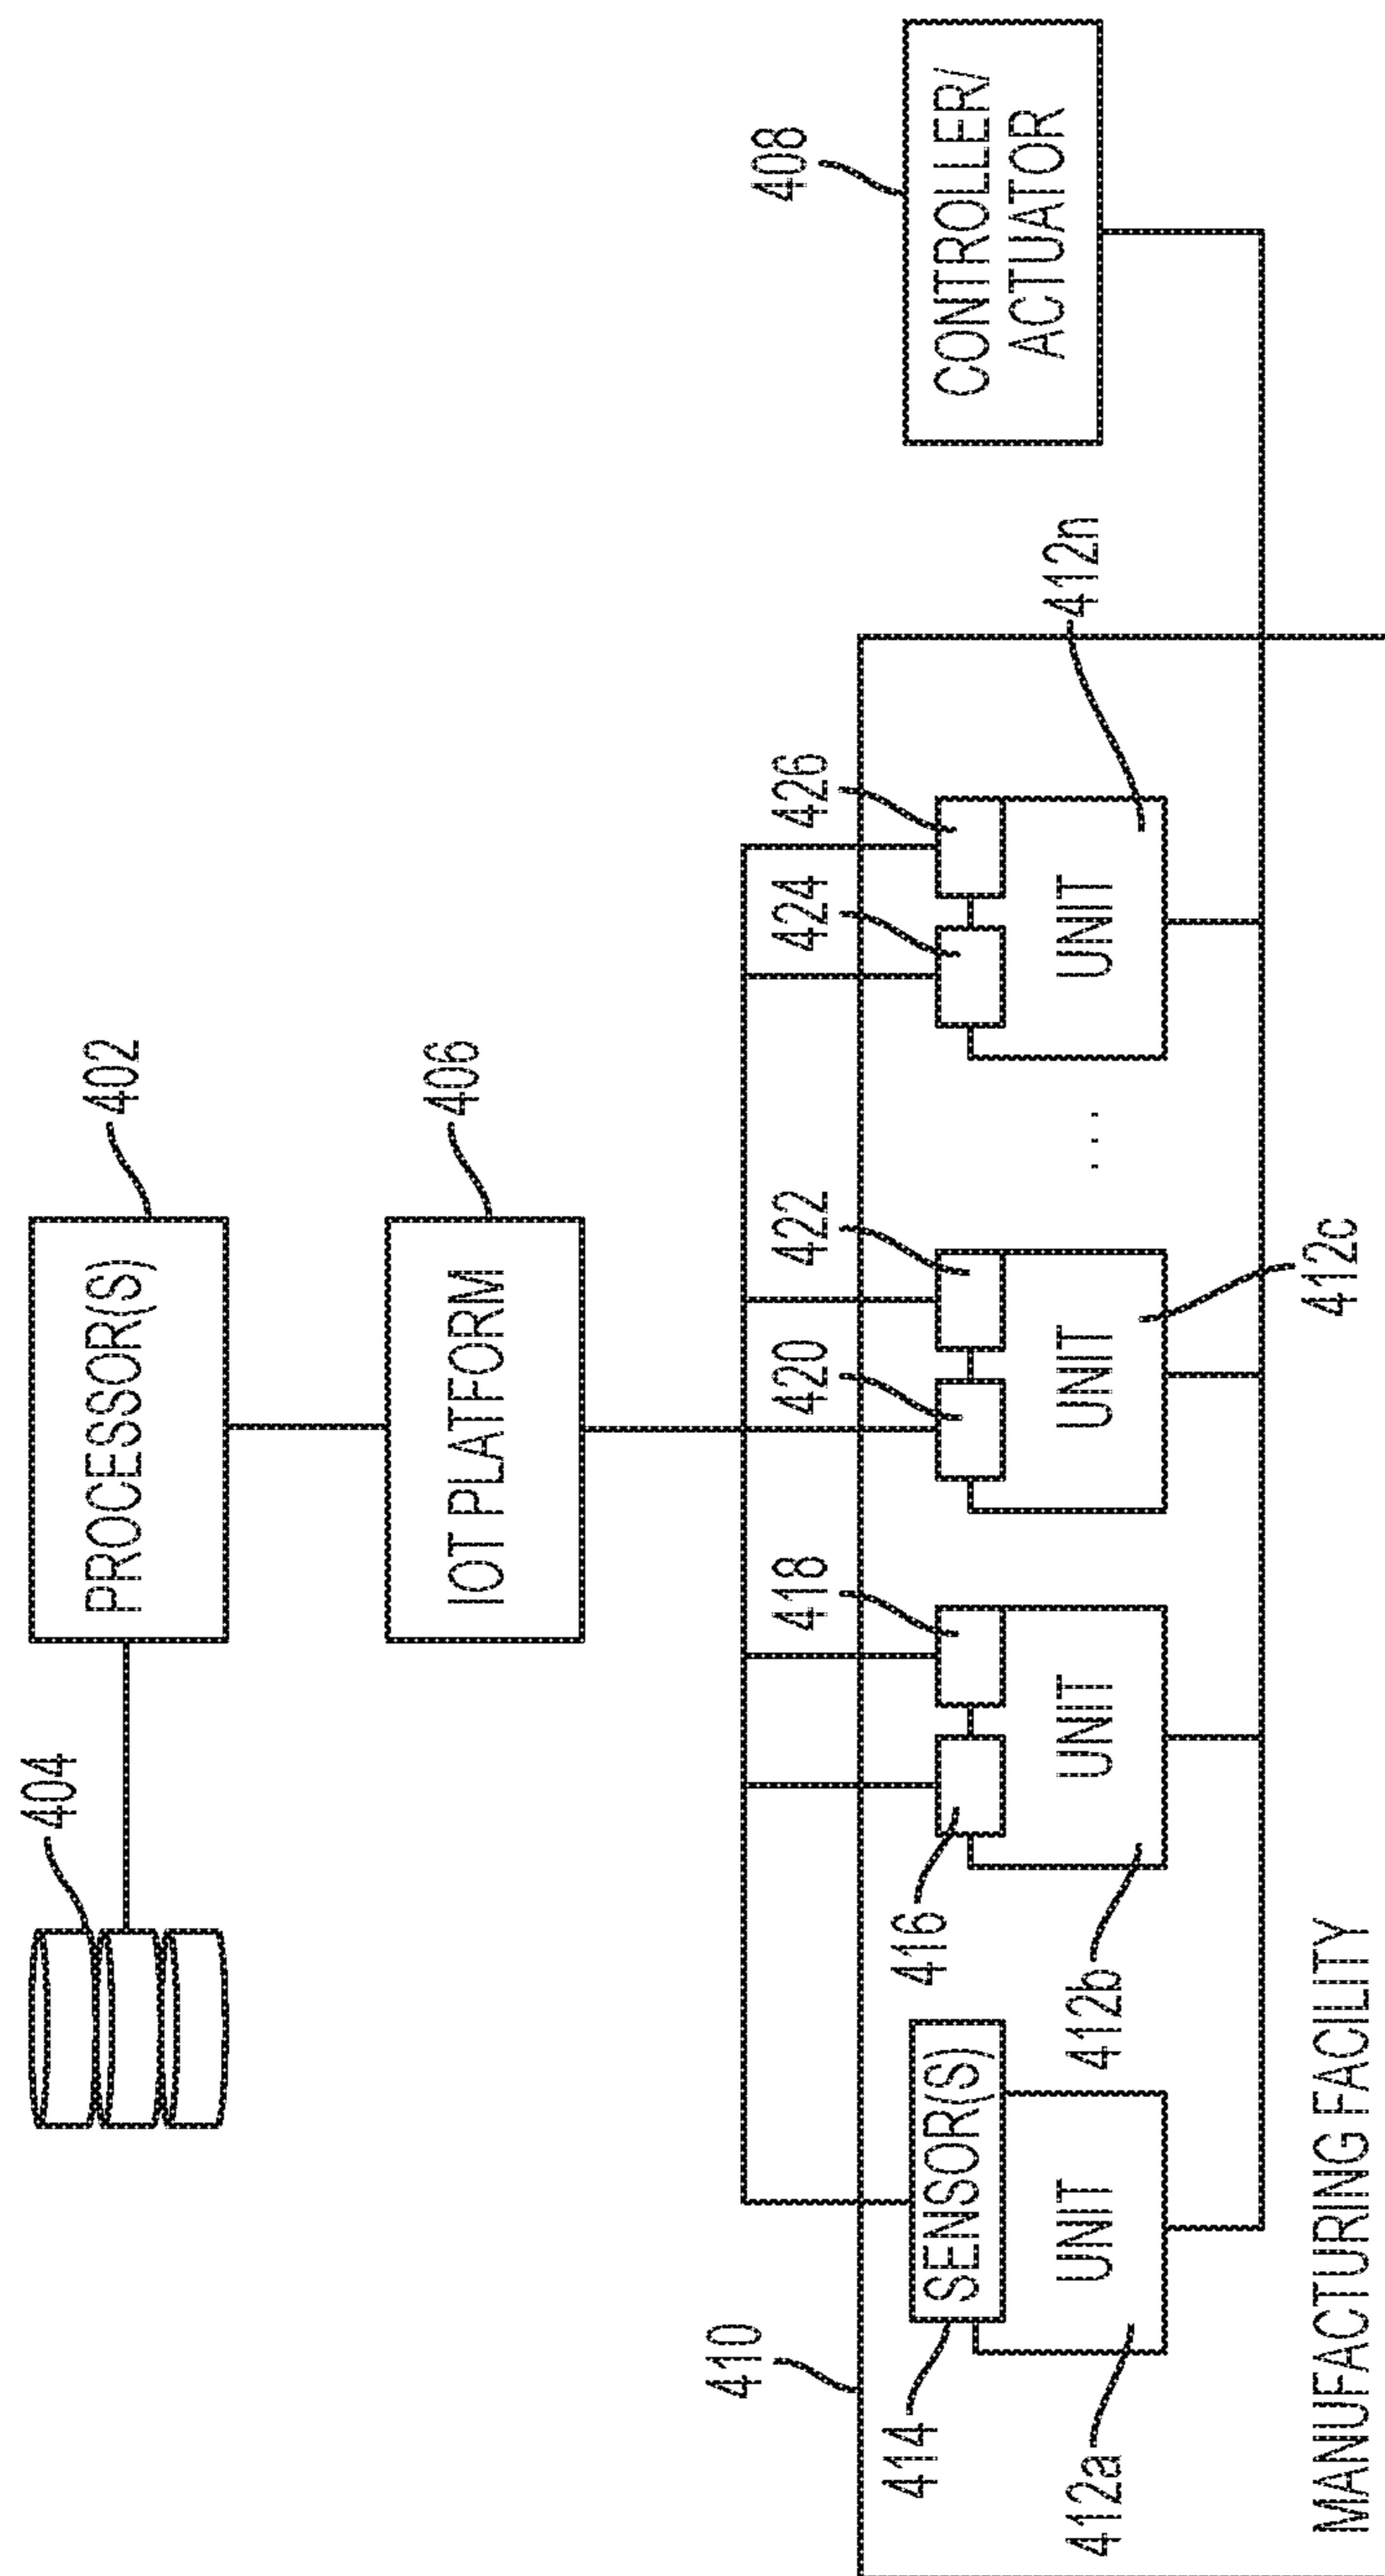 404
402
PROCESSOR(S)
406
IOT PLATFORM
408
CONTROLLER/
ACTUATOR
410
414
SENSOR(S)
UNIT
412a
416
418
UNIT
412b
420
422
UNIT
412c
. . .
424
426
UNIT
412n
MANUFACTURING FACILITY